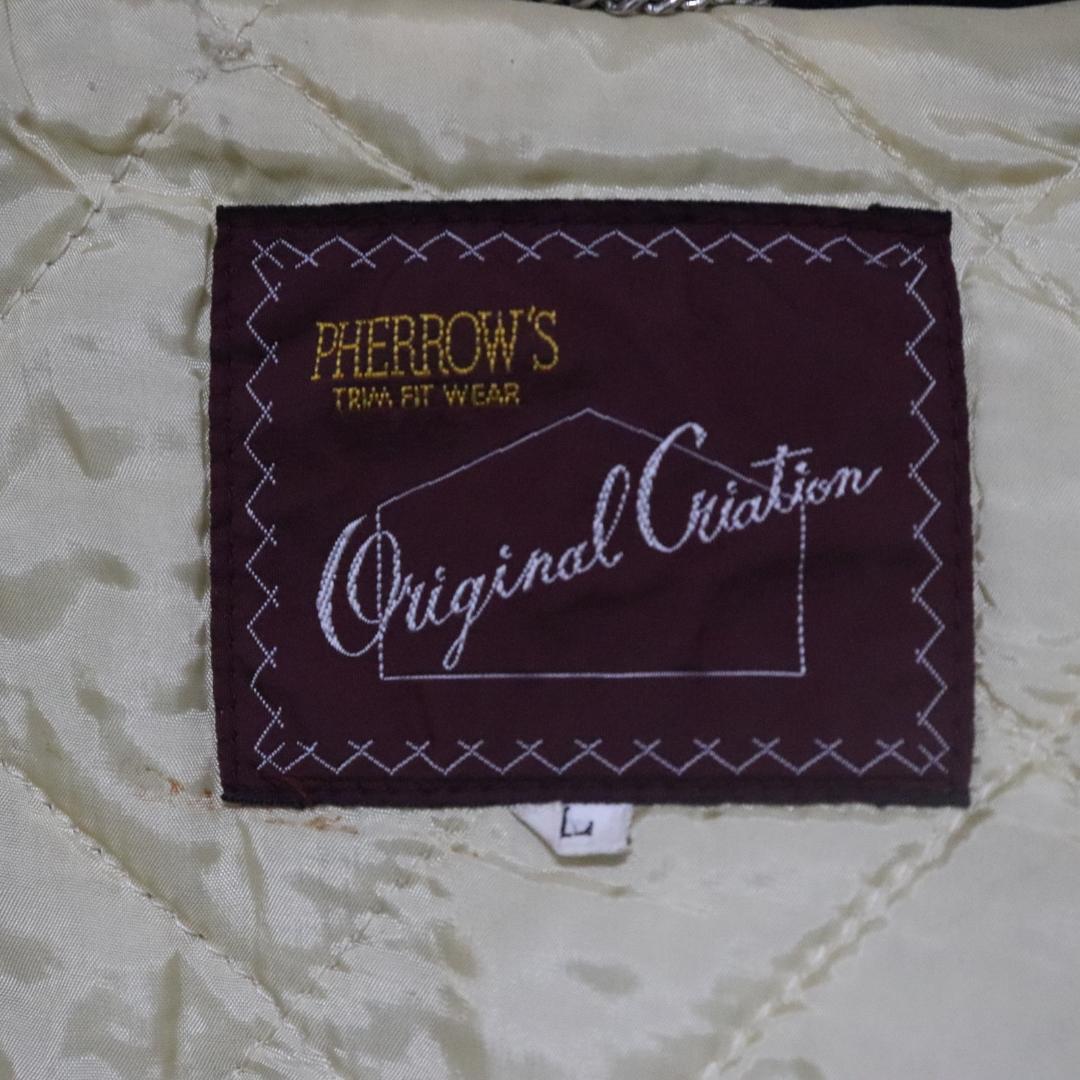 PHERROW'S
TRIM FIT WEAR
Original Criation
L